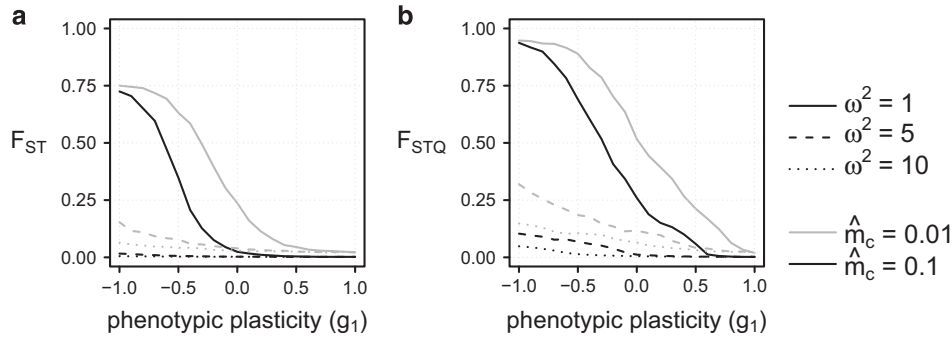 a
1.00
0.75
0.50
0.25
0.00
F_ST
−1.0 −0.5 0.0 0.5 1.0
phenotypic plasticity (g₁)
b
1.00
0.75
0.50
0.25
0.00
F_STQ
−1.0 −0.5 0.0 0.5 1.0
phenotypic plasticity (g₁)
ω² = 1
ω² = 5
ω² = 10
m̂_c = 0.01
m̂_c = 0.1